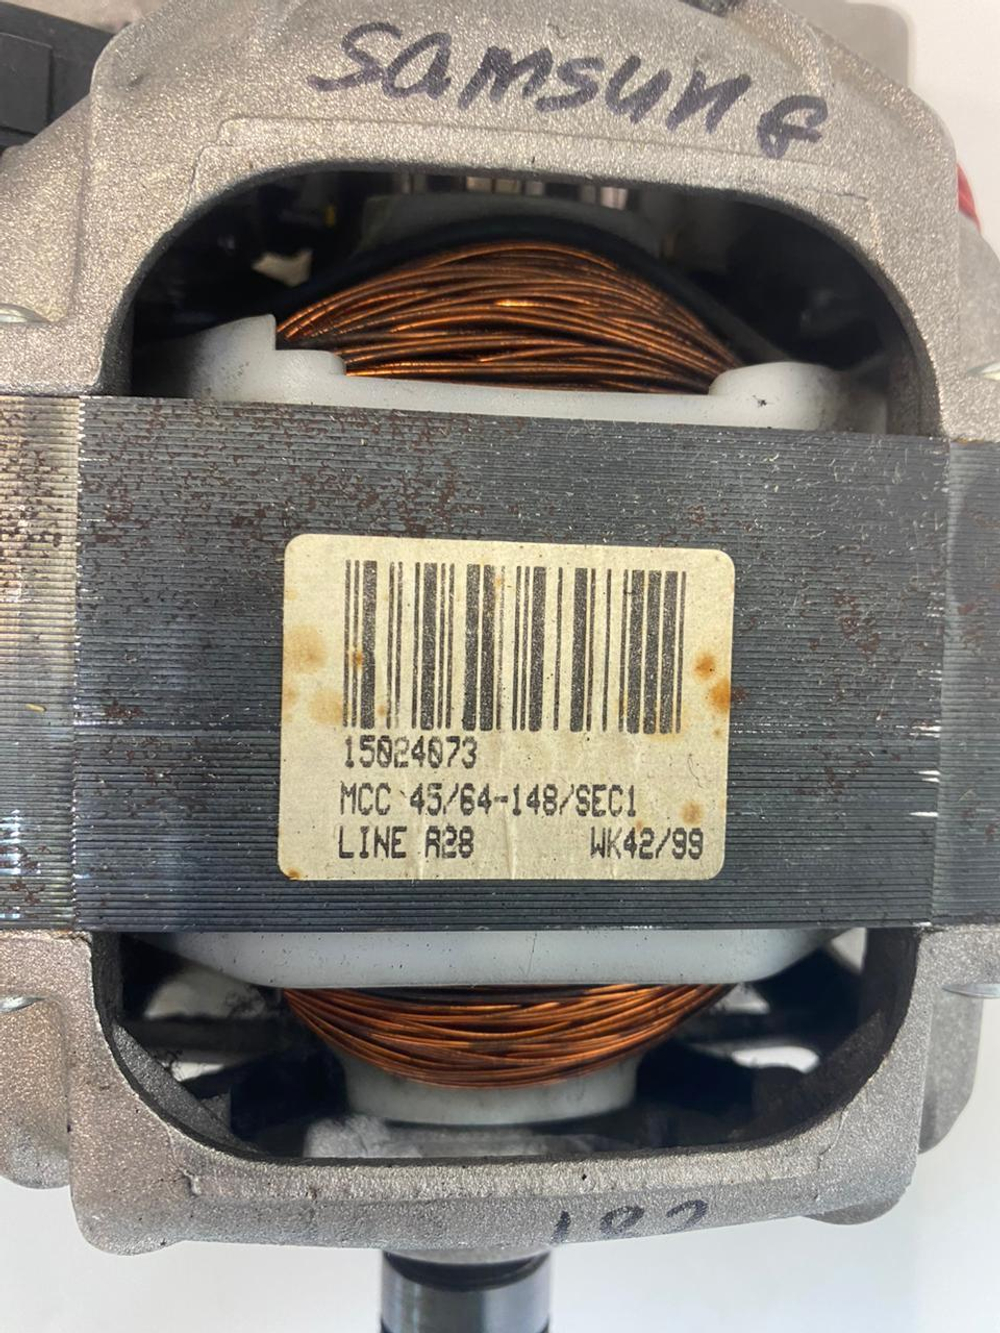 SAMSUNG
15024073
MCC 45/64-148/SEC1
LINE A28 WK42/99